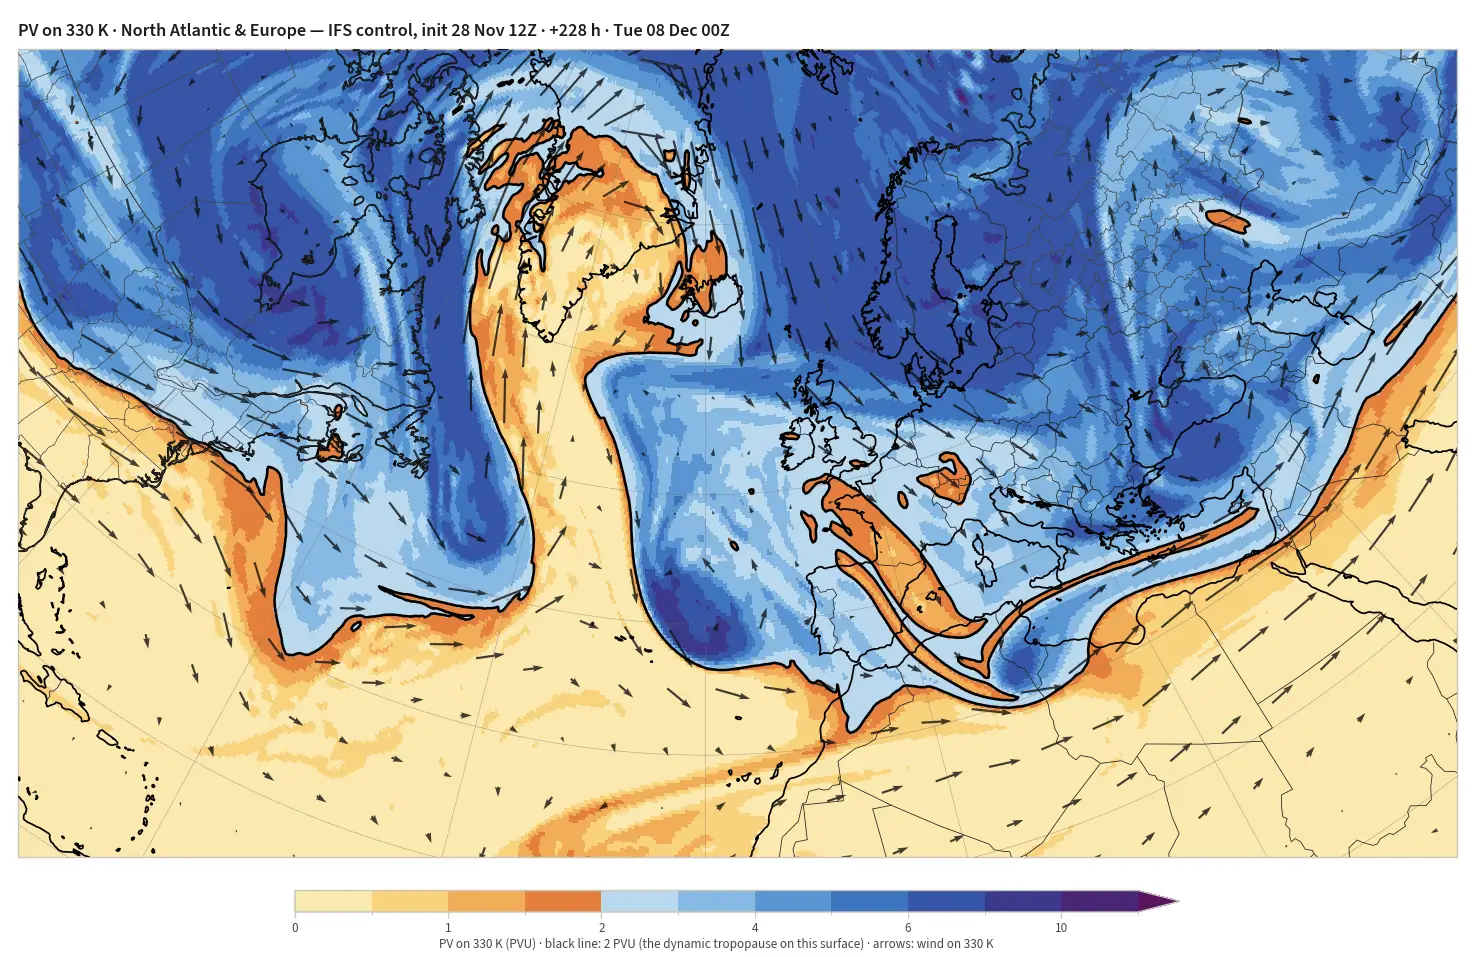 PV on 330 K · North Atlantic & Europe — IFS control, init 28 Nov 12Z · +228 h · Tue 08 Dec 00Z
0 1 2 4 6 10
PV on 330 K (PVU) · black line: 2 PVU (the dynamic tropopause on this surface) · arrows: wind on 330 K